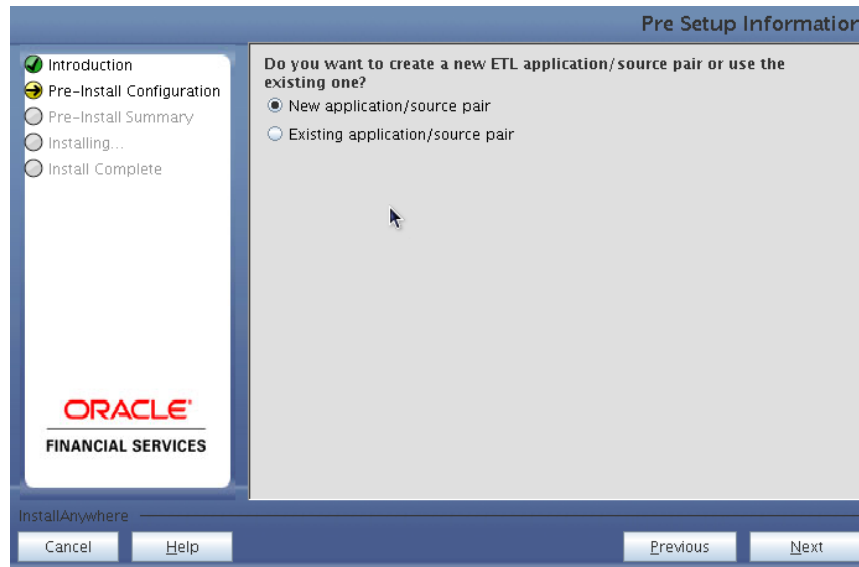 Pre Setup Information
Introduction
Pre-Install Configuration
Pre-Install Summary
Installing...
Install Complete
Do you want to create a new ETL application/source pair or use the
existing one?
New application/source pair
Existing application/source pair
ORACLE
FINANCIAL SERVICES
InstallAnywhere
Cancel
Help
Previous
Next